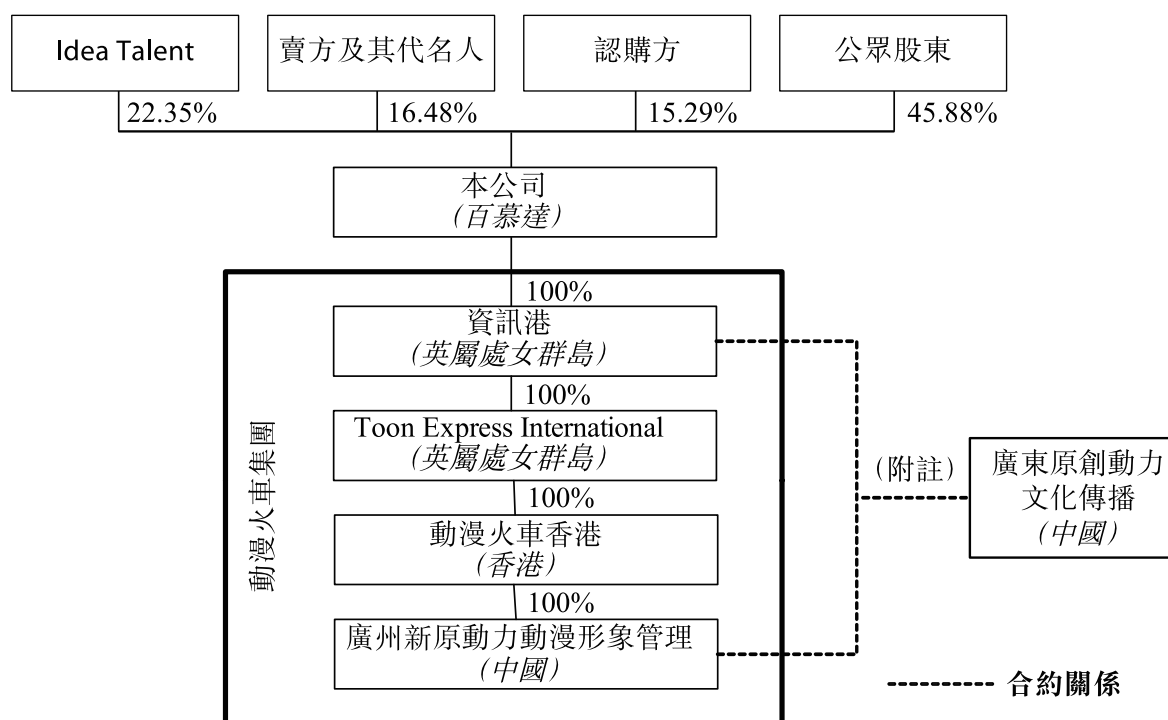 Idea Talent
賣方及其代名人
認購方
公眾股東
22.35%
16.48%
15.29%
45.88%
本公司
(百慕達)
100%
資訊港
(英屬處女群島)
100%
Toon Express International
(英屬處女群島)
100%
動漫火車香港
(香港)
100%
廣州新原動力動漫形象管理
(中國)
動漫火車集團
(附註)
廣東原創動力
文化傳播
(中國)
合約關係